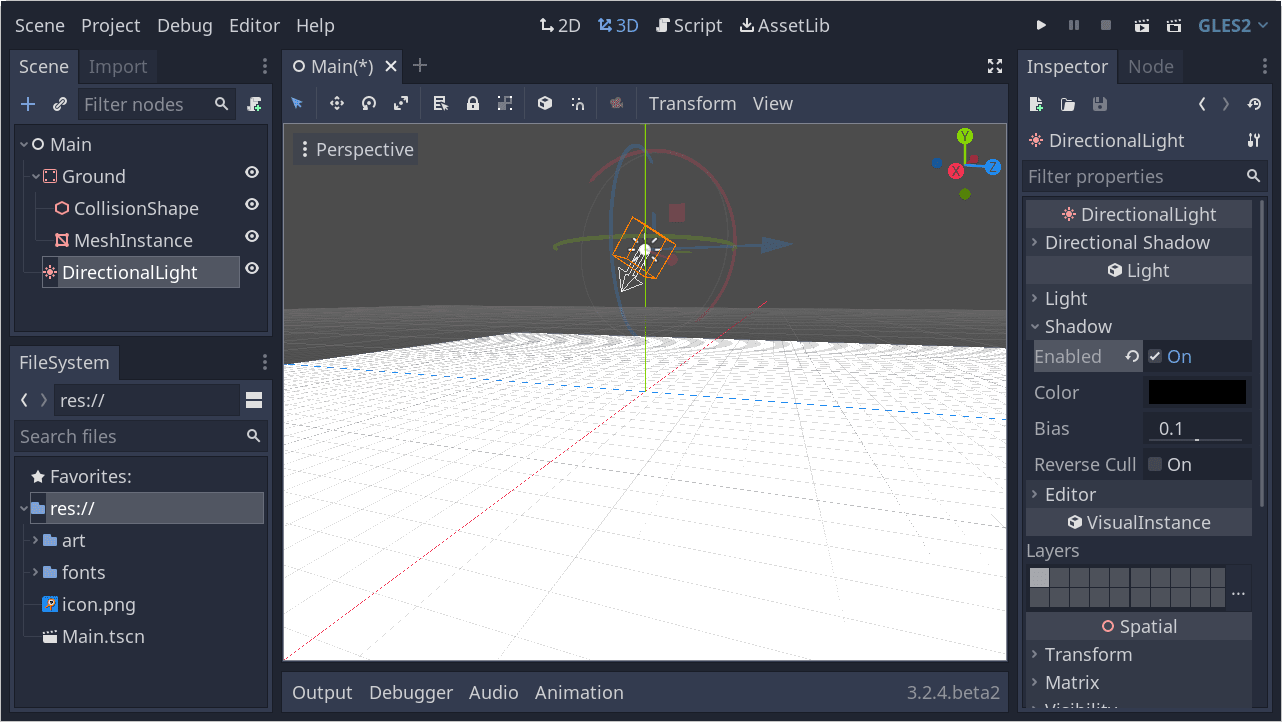 Scene Project Debug Editor Help
2D 3D Script AssetLib
GLES2
Scene Import
Filter nodes
Main
Ground
CollisionShape
MeshInstance
DirectionalLight
FileSystem
res://
Search files
Favorites:
res://
art
fonts
icon.png
Main.tscn
Main(*)
Transform View
Perspective
Y
X
Z
Output Debugger Audio Animation 3.2.4.beta2
Inspector Node
DirectionalLight
Filter properties
DirectionalLight
Directional Shadow
Light
Light
Shadow
Enabled On
Color
Bias 0.1
Reverse Cull On
Editor
VisualInstance
Layers
...
Spatial
Transform
Matrix
Visibility